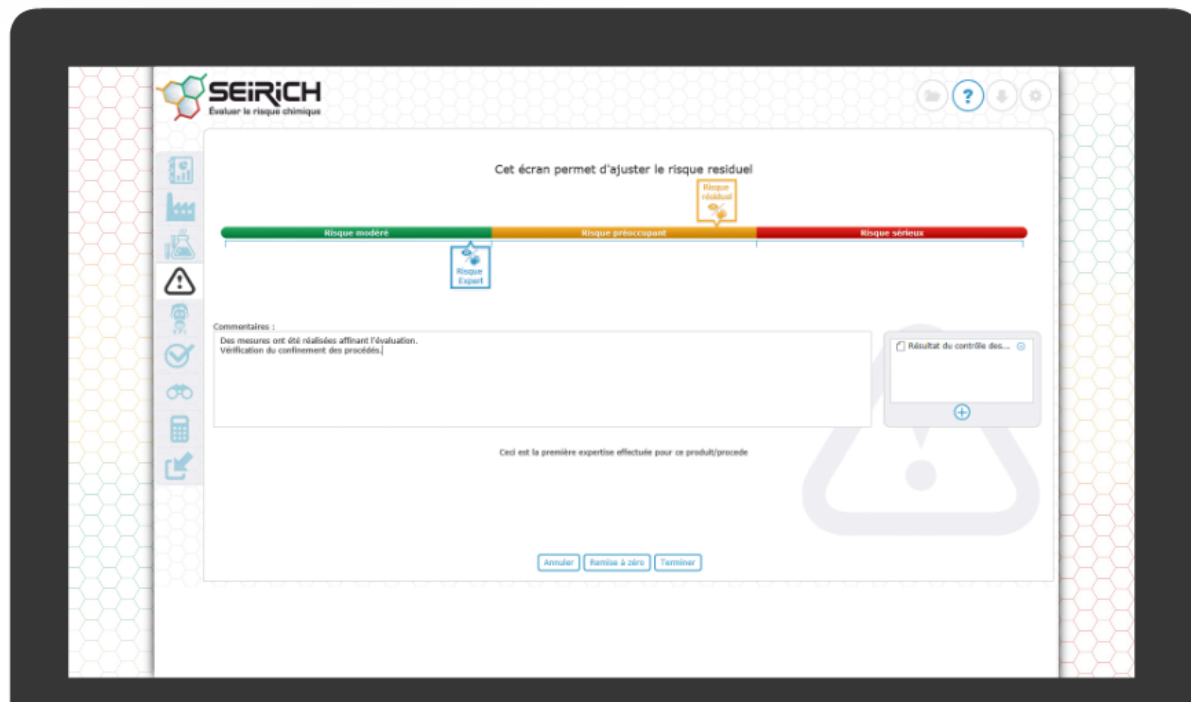 SEIRICH
Évaluer le risque chimique
?
Cet écran permet d'ajuster le risque residuel
Risque
résiduel
Risque modéré
Risque préoccupant
Risque sérieux
Risque
Expert
Commentaires :
Des mesures ont été réalisées affinant l'évaluation.
Vérification du confinement des procédés.
Résultat du contrôle des...
Ceci est la première expertise effectuée pour ce produit/procede
Annuler
Remise à zéro
Terminer